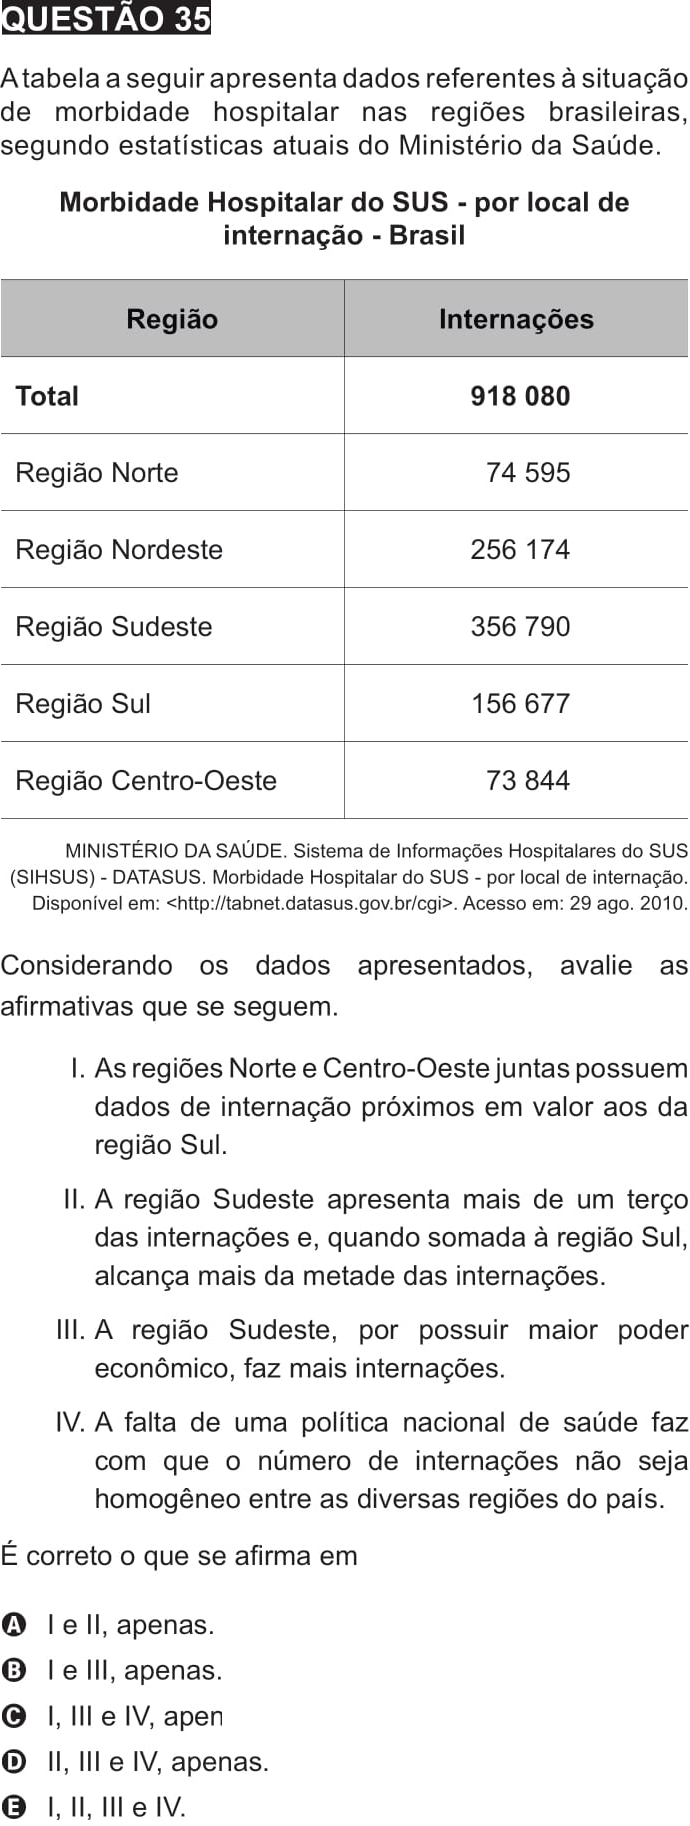 QUESTÃO 35
A tabela a seguir apresenta dados referentes à situação
de morbidade hospitalar nas regiões brasileiras,
segundo estatísticas atuais do Ministério da Saúde.
Morbidade Hospitalar do SUS - por local de
internação - Brasil
Região Internações
Total 918 080
Região Norte 74 595
Região Nordeste 256 174
Região Sudeste 356 790
Região Sul 156 677
Região Centro-Oeste 73 844
MINISTÉRIO DA SAÚDE. Sistema de Informações Hospitalares do SUS
(SIHSUS) - DATASUS. Morbidade Hospitalar do SUS - por local de internação.
Disponível em: <http://tabnet.datasus.gov.br/cgi>. Acesso em: 29 ago. 2010.
Considerando os dados apresentados, avalie as
afirmativas que se seguem.
I. As regiões Norte e Centro-Oeste juntas possuem
dados de internação próximos em valor aos da
região Sul.
II. A região Sudeste apresenta mais de um terço
das internações e, quando somada à região Sul,
alcança mais da metade das internações.
III. A região Sudeste, por possuir maior poder
econômico, faz mais internações.
IV. A falta de uma política nacional de saúde faz
com que o número de internações não seja
homogêneo entre as diversas regiões do país.
É correto o que se afirma em
A I e II, apenas.
B I e III, apenas.
C I, III e IV, apen
D II, III e IV, apenas.
E I, II, III e IV.